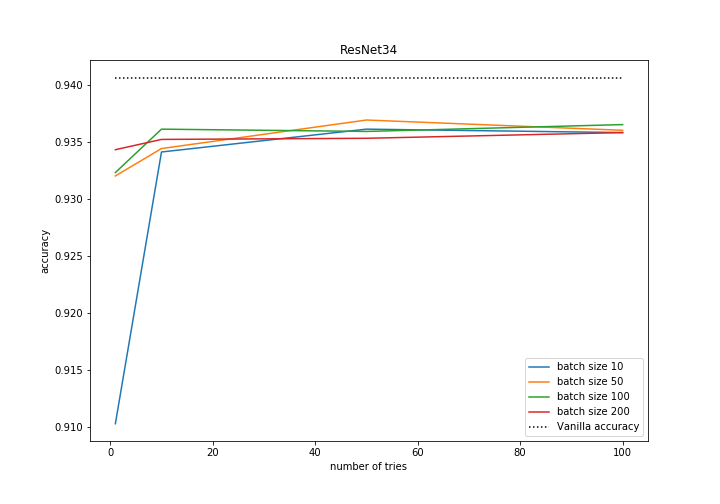 ResNet34
accuracy
0.940
0.935
0.930
0.925
0.920
0.915
0.910
0
20
40
60
80
100
number of tries
batch size 10
batch size 50
batch size 100
batch size 200
Vanilla accuracy